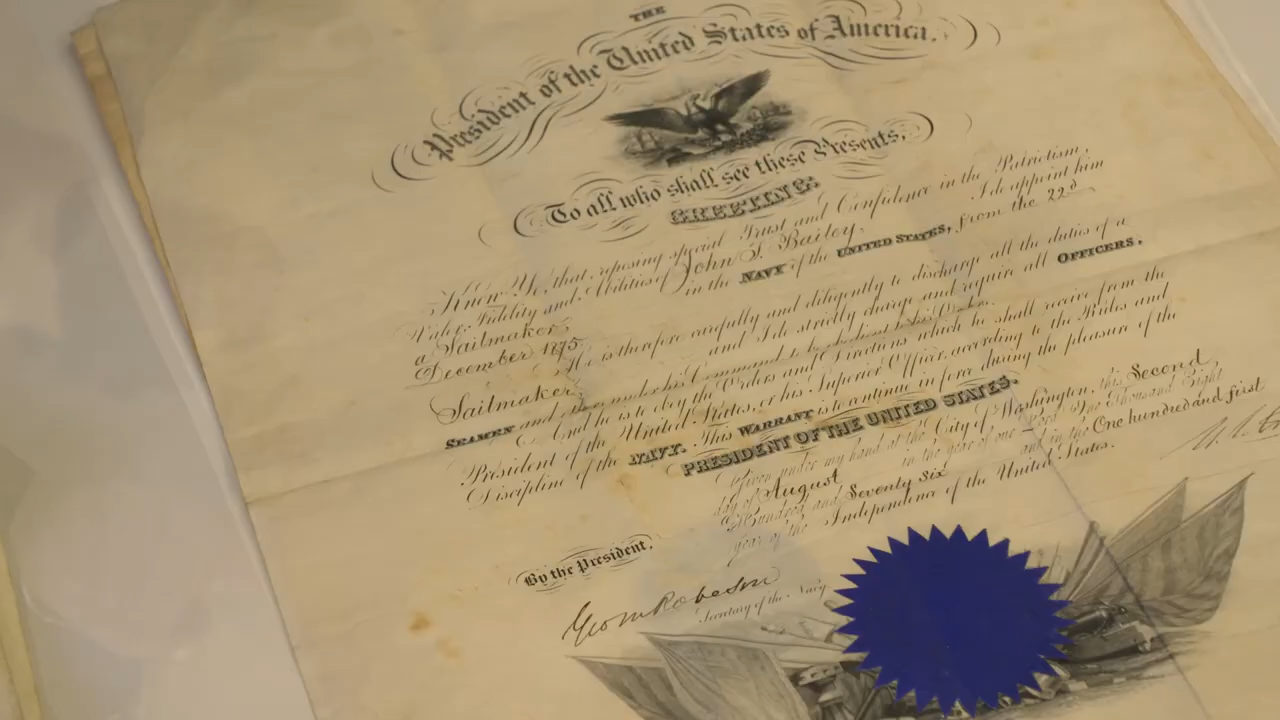 THE
President of the United States of America.
To all who shall see these Presents,
GREETING:
Know Ye, that reposing special Trust and Confidence in the Patriotism,
Valor, Fidelity and Abilities of John S. Bailey, I do appoint him
a Sailmaker, in the NAVY of the UNITED STATES, from the 22d
December 1875.
He is therefore carefully and diligently to discharge all the duties of a
Sailmaker, and I do strictly charge and require all OFFICERS,
SEAMEN and others under his Command to be obedient to his Orders.
And he is to obey the Orders and Directions which he shall receive from the
President of the United States, or his Superior Officer, according to the Rules and
Discipline of the NAVY. This WARRANT is to continue in force during the pleasure of the
PRESIDENT OF THE UNITED STATES.
Given under my hand at the City of Washington, this Second
day of August in the year of our Lord One Thousand Eight
Hundred and Seventy Six and in the One hundred and first
year of the Independence of the United States.
By the President,
Geo M Robeson
Secretary of the Navy